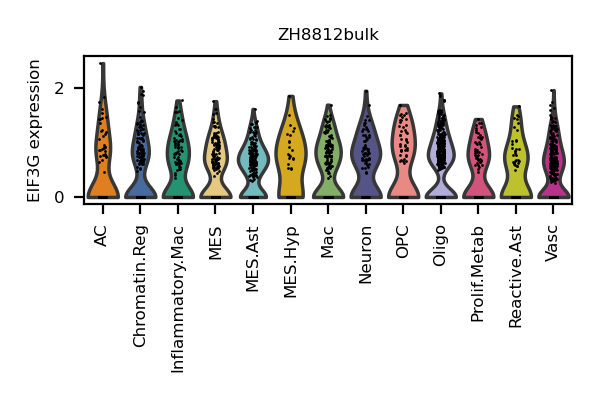 ZH8812bulk
EIF3G expression
2
0
AC
Chromatin.Reg
Inflammatory.Mac
MES
MES.Ast
MES.Hyp
Mac
Neuron
OPC
Oligo
Prolif.Metab
Reactive.Ast
Vasc